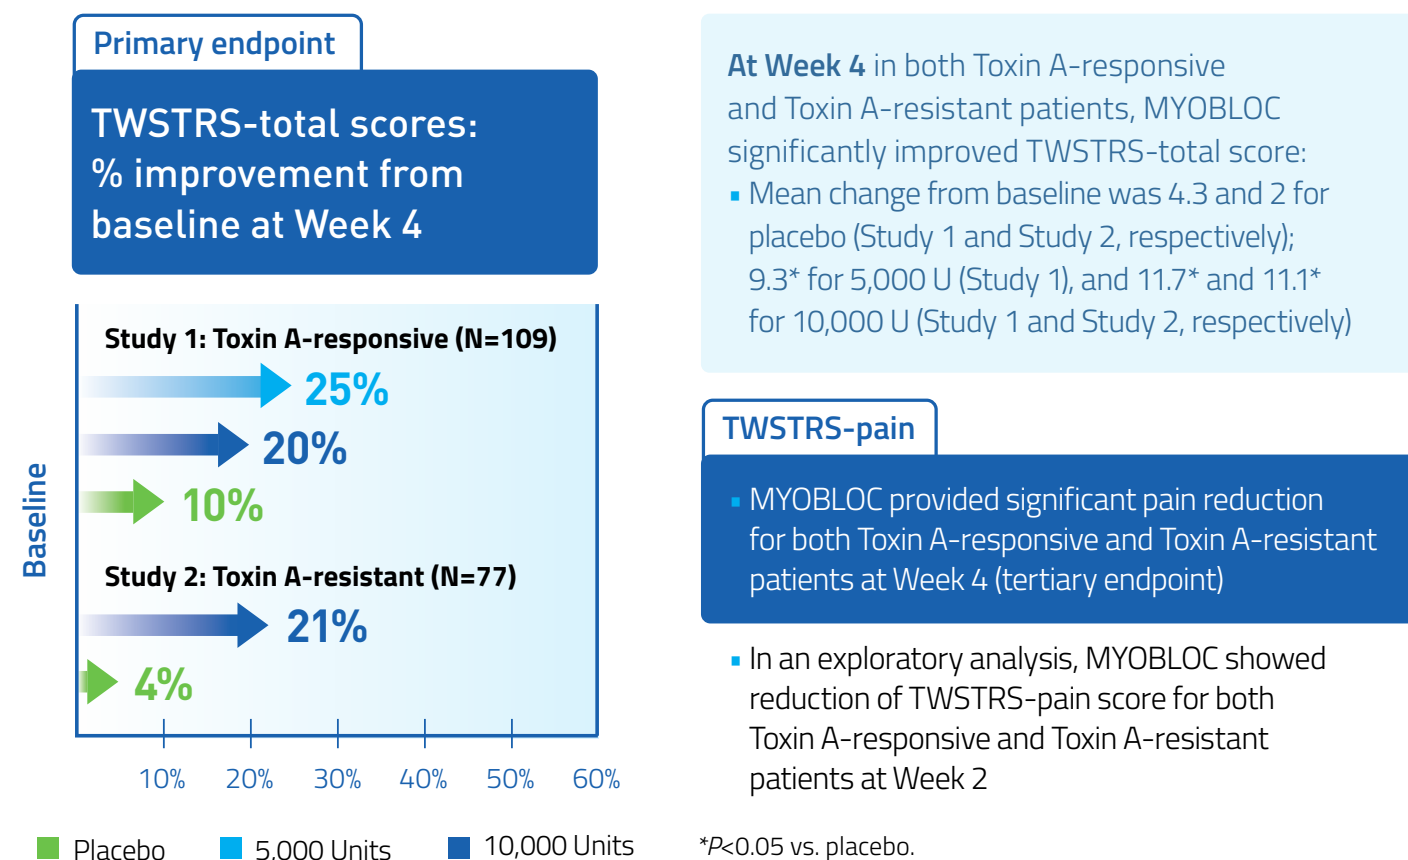 Primary endpoint
TWSTRS-total scores:
% improvement from
baseline at Week 4
Baseline
Study 1: Toxin A-responsive (N=109)
25%
20%
10%
Study 2: Toxin A-resistant (N=77)
21%
4%
10% 20% 30% 40% 50% 60%
Placebo 5,000 Units 10,000 Units
At Week 4 in both Toxin A-responsive
and Toxin A-resistant patients, MYOBLOC
significantly improved TWSTRS-total score:
▪ Mean change from baseline was 4.3 and 2 for
placebo (Study 1 and Study 2, respectively);
9.3* for 5,000 U (Study 1), and 11.7* and 11.1*
for 10,000 U (Study 1 and Study 2, respectively)
TWSTRS-pain
▪ MYOBLOC provided significant pain reduction
for both Toxin A-responsive and Toxin A-resistant
patients at Week 4 (tertiary endpoint)
▪ In an exploratory analysis, MYOBLOC showed
reduction of TWSTRS-pain score for both
Toxin A-responsive and Toxin A-resistant
patients at Week 2
*P<0.05 vs. placebo.